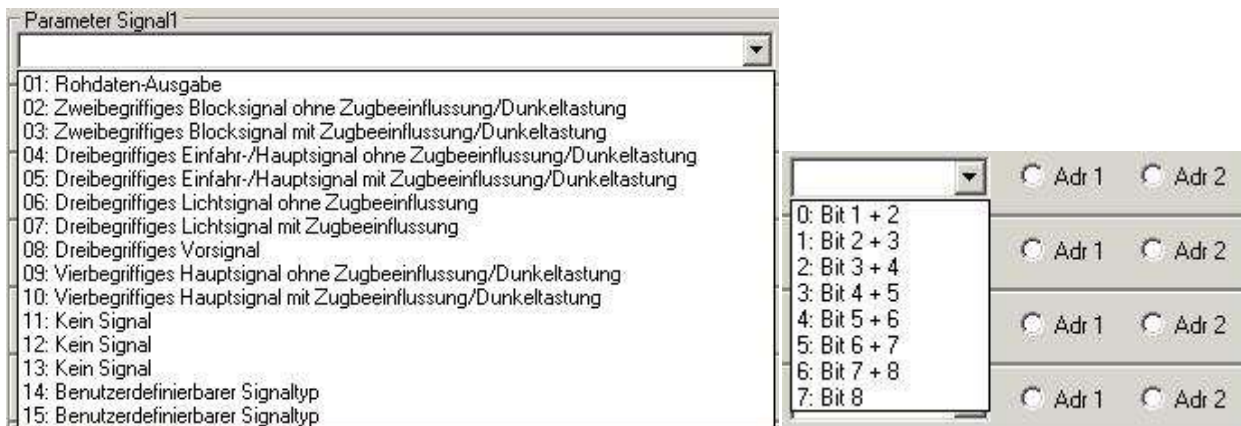 Parameter Signal1
01: Rohdaten-Ausgabe
02: Zweibegriffiges Blocksignal ohne Zugbeeinflussung/Dunkeltastung
03: Zweibegriffiges Blocksignal mit Zugbeeinflussung/Dunkeltastung
04: Dreibegriffiges Einfahr-/Hauptsignal ohne Zugbeeinflussung/Dunkeltastung
05: Dreibegriffiges Einfahr-/Hauptsignal mit Zugbeeinflussung/Dunkeltastung
06: Dreibegriffiges Lichtsignal ohne Zugbeeinflussung
07: Dreibegriffiges Lichtsignal mit Zugbeeinflussung
08: Dreibegriffiges Vorsignal
09: Vierbegriffiges Hauptsignal ohne Zugbeeinflussung/Dunkeltastung
10: Vierbegriffiges Hauptsignal mit Zugbeeinflussung/Dunkeltastung
11: Kein Signal
12: Kein Signal
13: Kein Signal
14: Benutzerdefinierbarer Signaltyp
15: Benutzerdefinierbarer Signaltyp
Adr 1 Adr 2
0: Bit 1 + 2
1: Bit 2 + 3
Adr 1 Adr 2
2: Bit 3 + 4
3: Bit 4 + 5
4: Bit 5 + 6
Adr 1 Adr 2
5: Bit 6 + 7
6: Bit 7 + 8
7: Bit 8
Adr 1 Adr 2